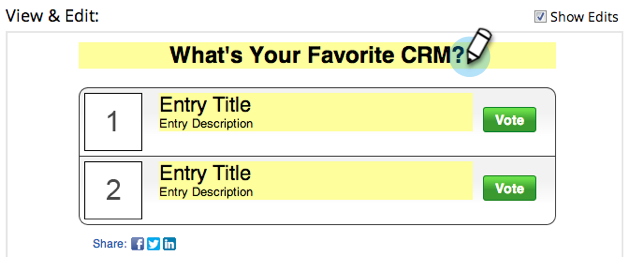 View & Edit:
Show Edits
What's Your Favorite CRM?
1
Entry Title
Entry Description
Vote
2
Entry Title
Entry Description
Vote
Share: